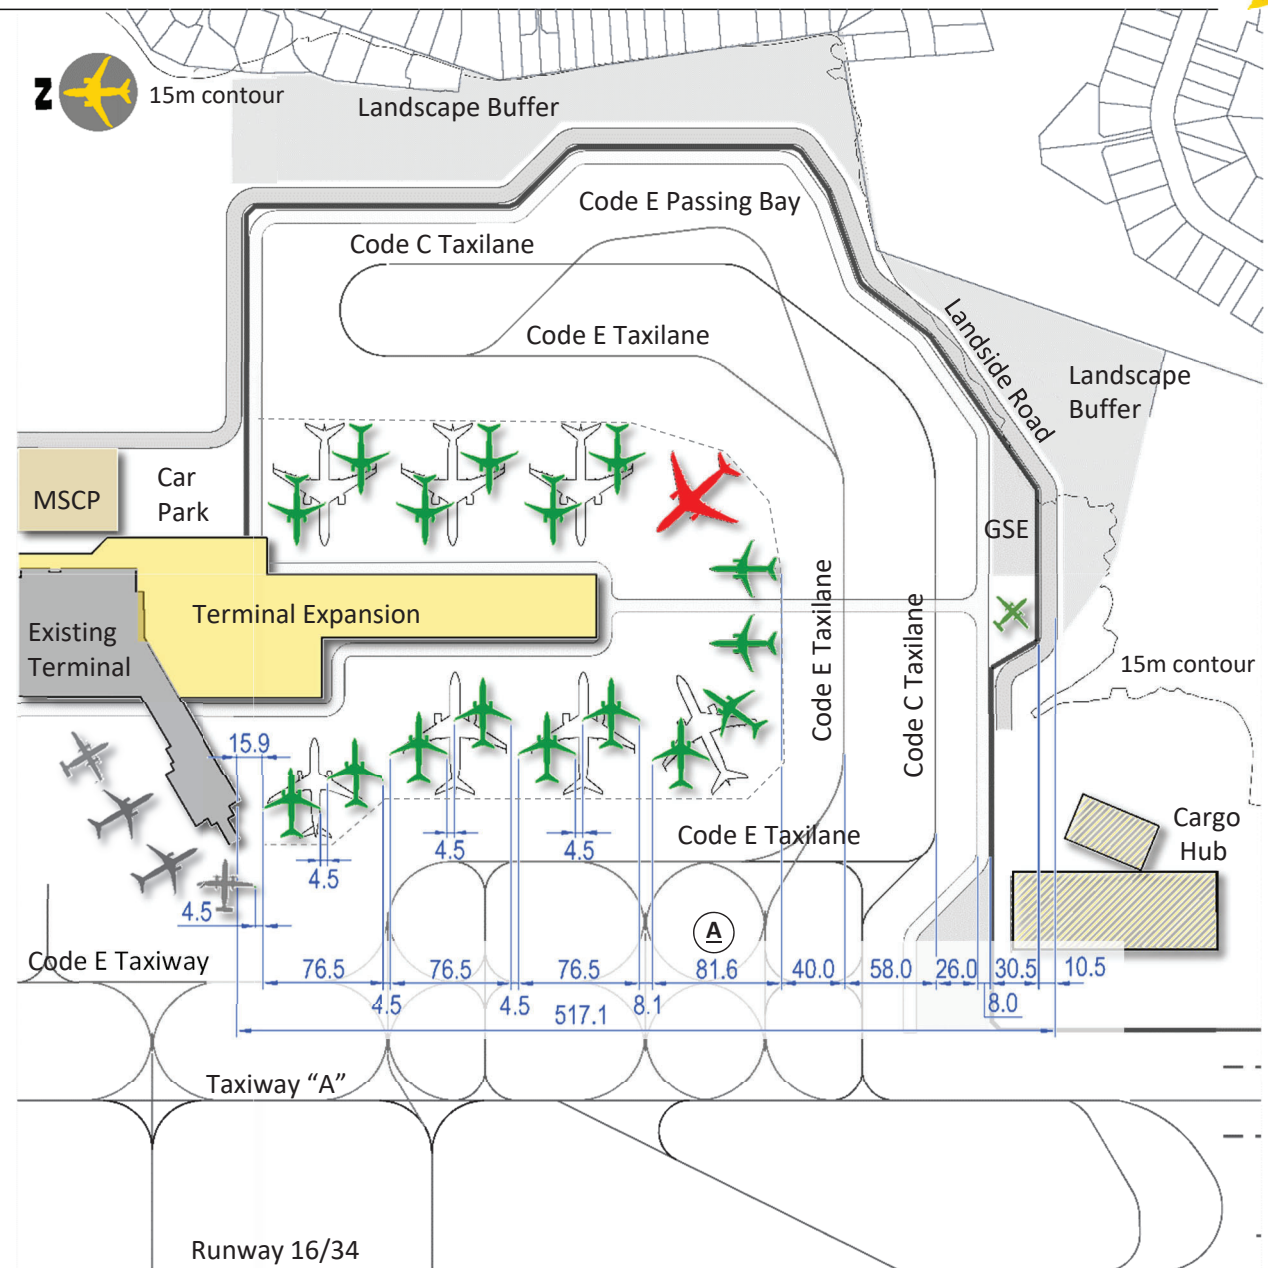 Z
15m contour
Landscape Buffer
Code E Passing Bay
Code C Taxilane
Code E Taxilane
Landside Road
Landscape
Buffer
MSCP
Car
Park
GSE
Terminal Expansion
Existing
Terminal
Code E Taxilane
Code C Taxilane
15m contour
15.9
Code E Taxilane
Cargo
Hub
4.5
4.5
4.5
4.5
A
Code E Taxiway
76.5
76.5
76.5
81.6
40.0
58.0
26.0
30.5
10.5
4.5
4.5
8.1
8.0
517.1
Taxiway “A”
Runway 16/34